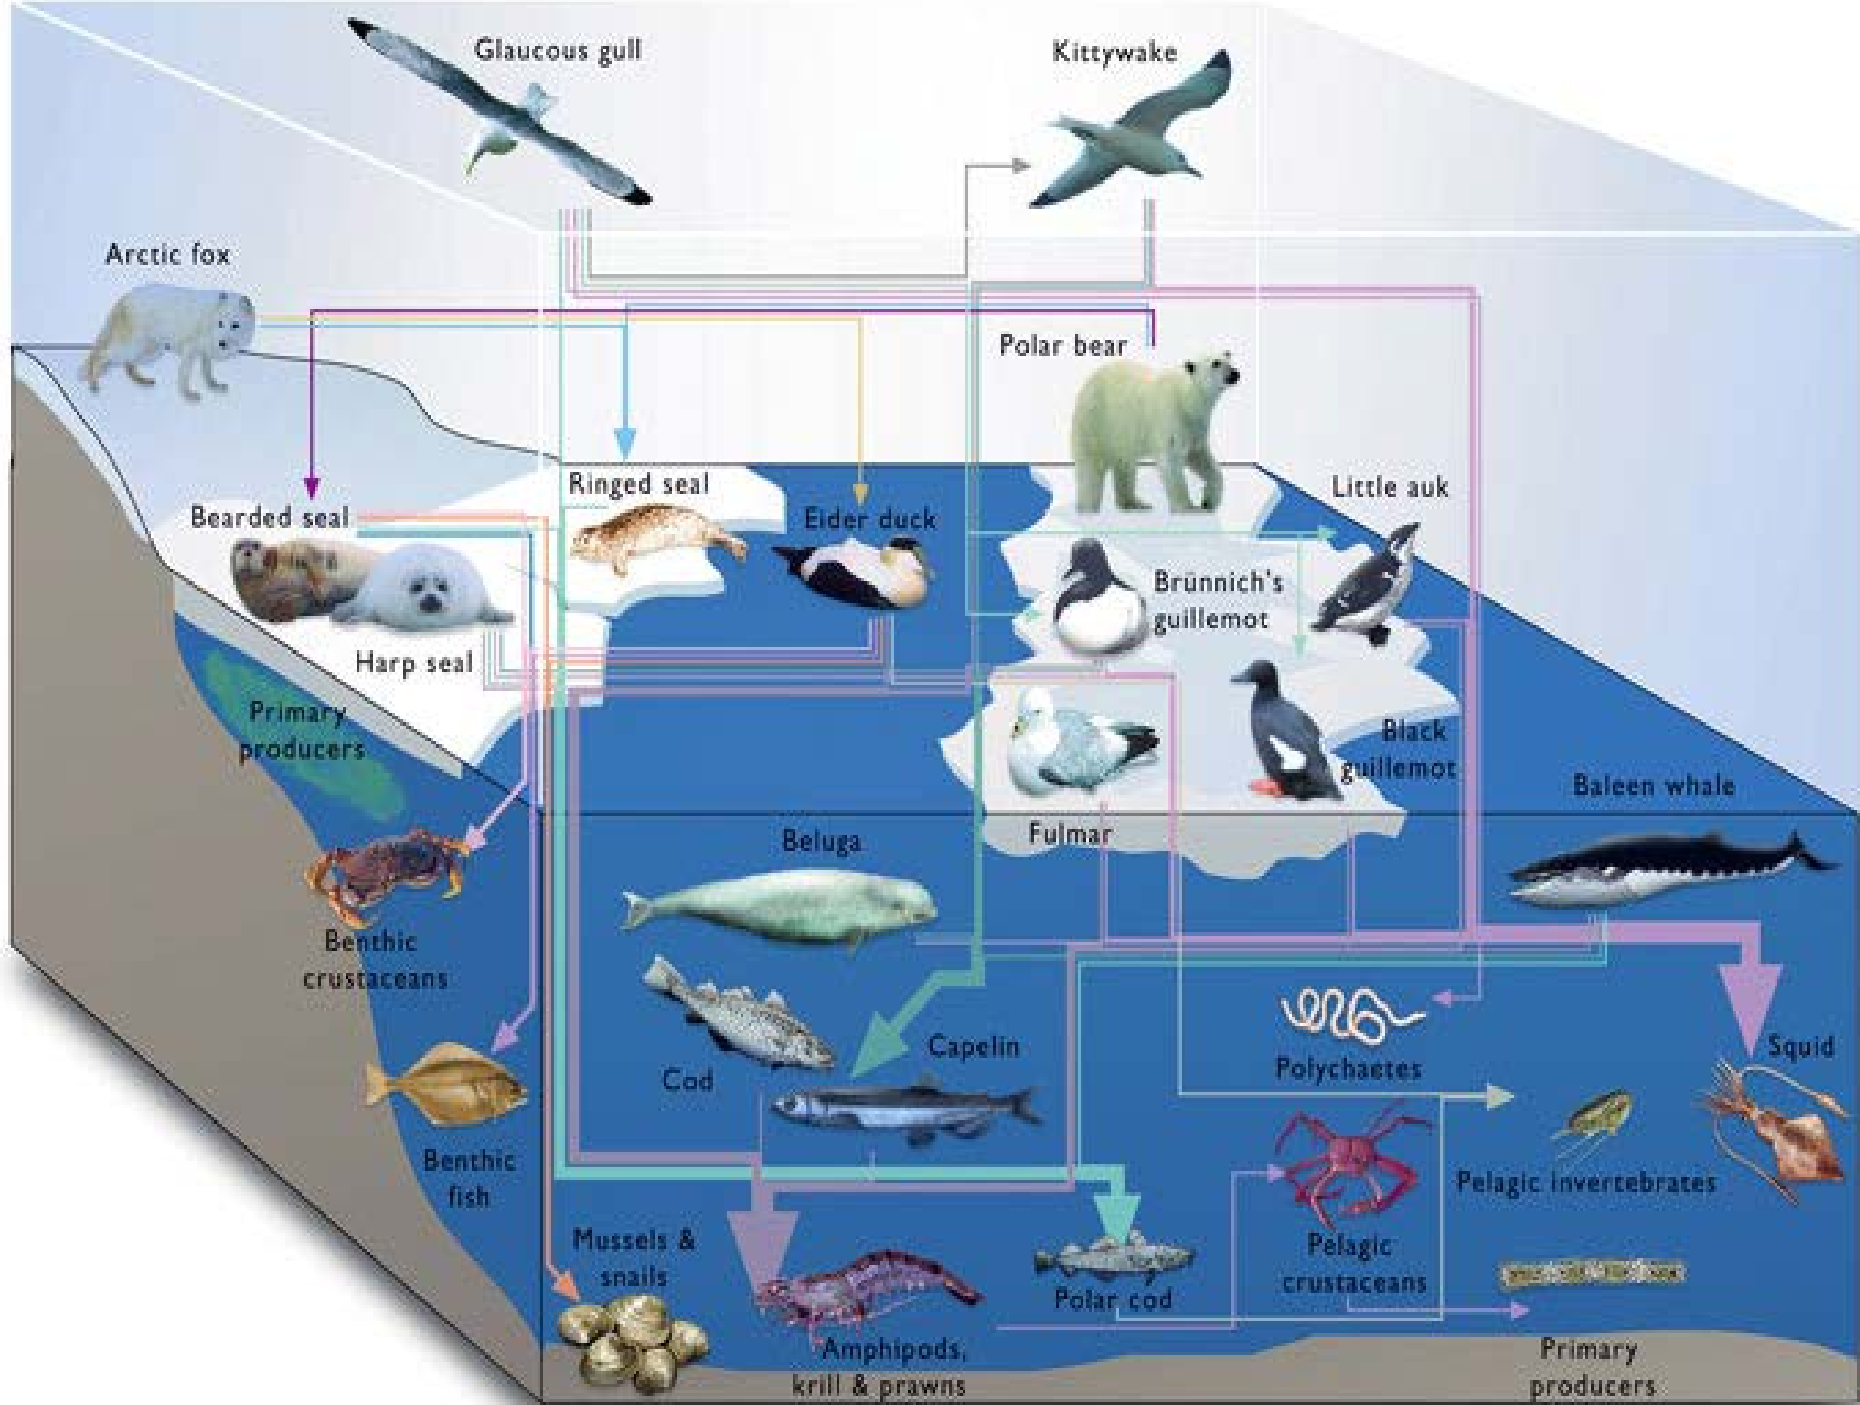 Glaucous gull
Kittywake
Arctic fox
Polar bear
Ringed seal
Little auk
Bearded seal
Eider duck
Brünnich's
guillemot
Harp seal
Primary
producers
Black
guillemot
Baleen whale
Fulmar
Beluga
Benthic
crustaceans
Capelin
Squid
Cod
Polychaetes
Benthic
fish
Pelagic invertebrates
Mussels &
snails
Pelagic
crustaceans
Polar cod
Amphipods,
krill & prawns
Primary
producers